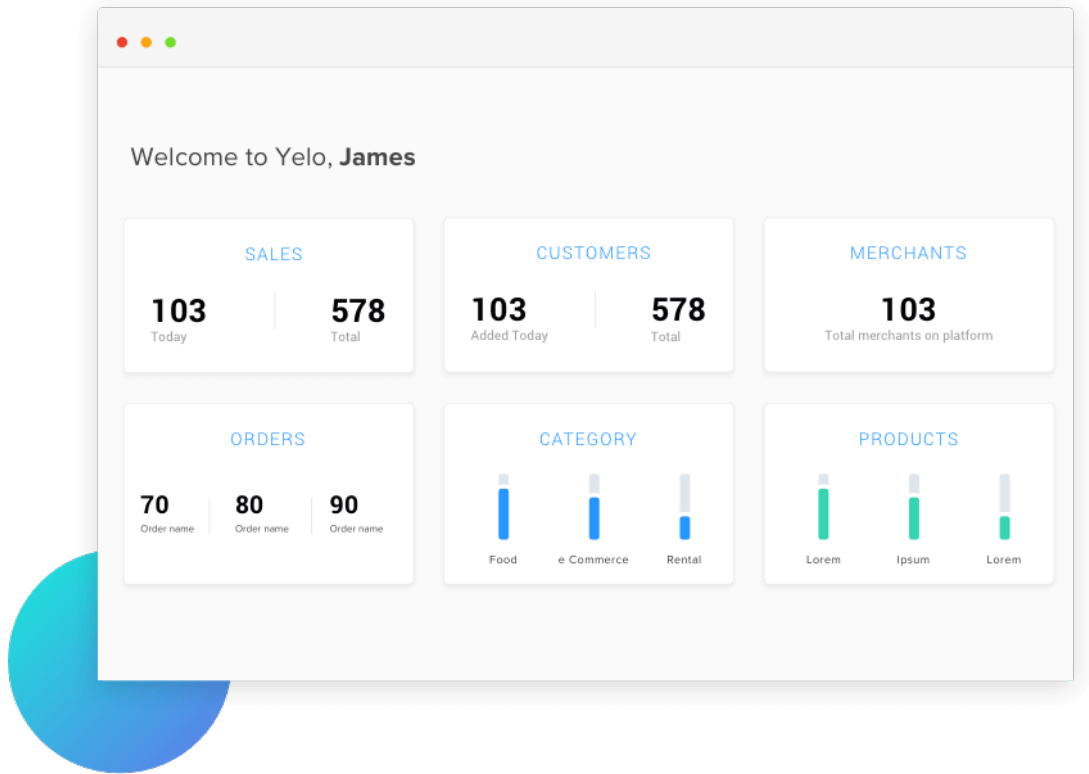 Welcome to Yelo, James
SALES
103
578
Today
Total
CUSTOMERS
103
578
Added Today
Total
MERCHANTS
103
Total merchants on platform
ORDERS
70
80
90
Order name
Order name
Order name
CATEGORY
Food
e Commerce
Rental
PRODUCTS
Lorem
Ipsum
Lorem